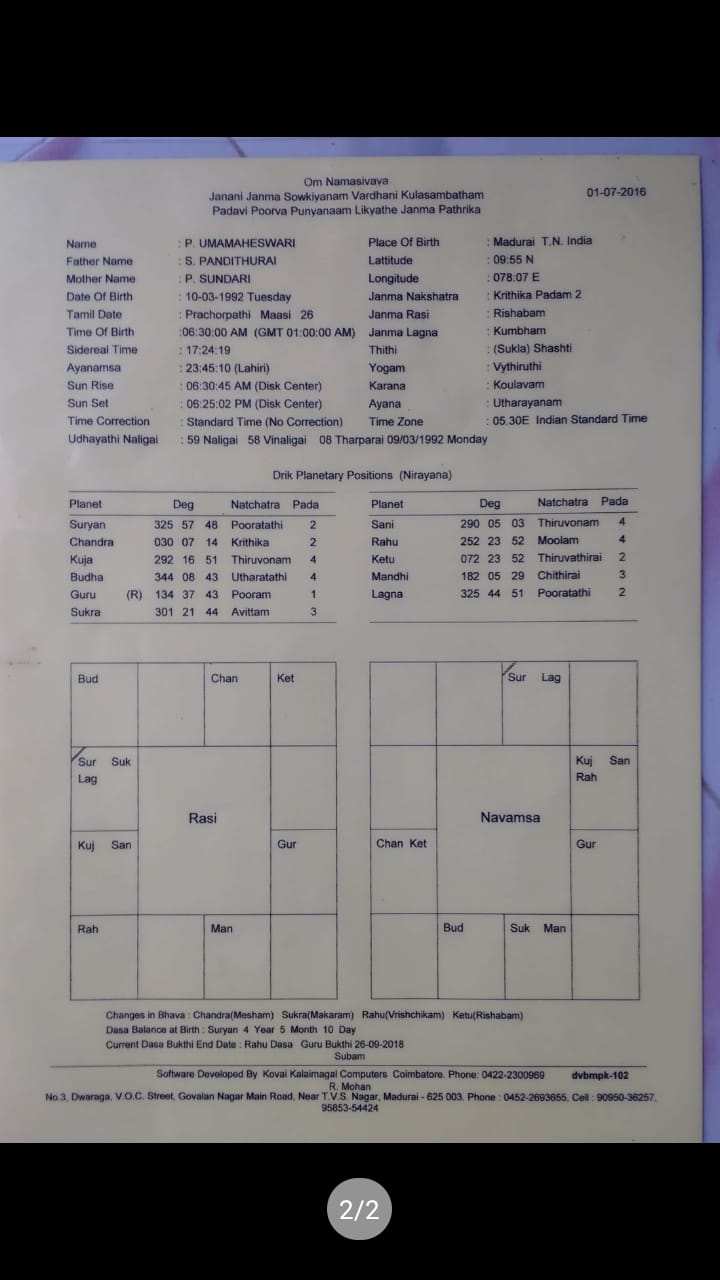 Om Namasivaya
Janani Janma Sowkiyanam Vardhani Kulasambatham
01-07-2016
Padavi Poorva Punyanaam Likyathe Janma Pathrika
Name : P. UMAMAHESWARI Place Of Birth : Madurai T.N. India
Father Name : S. PANDITHURAI Lattitude : 09:55 N
Mother Name : P. SUNDARI Longitude : 078:07 E
Date Of Birth : 10-03-1992 Tuesday Janma Nakshatra : Krithika Padam 2
Tamil Date : Prachorpathi Maasi 26 Janma Rasi : Rishabam
Time Of Birth :06:30:00 AM (GMT 01:00:00 AM) Janma Lagna : Kumbham
Sidereal Time : 17:24:19 Thithi : (Sukla) Shashti
Ayanamsa : 23:45:10 (Lahiri) Yogam : Vythiruthi
Sun Rise : 06:30:45 AM (Disk Center) Karana : Koulavam
Sun Set : 06:25:02 PM (Disk Center) Ayana : Utharayanam
Time Correction : Standard Time (No Correction) Time Zone : 05.30E Indian Standard Time
Udhayathi Naligai : 59 Naligai 58 Vinaligai 08 Tharparai 09/03/1992 Monday
Drik Planetary Positions (Nirayana)
Planet Deg Natchatra Pada Planet Deg Natchatra Pada
Suryan 325 57 48 Pooratathi 2 Sani 290 05 03 Thiruvonam 4
Chandra 030 07 14 Krithika 2 Rahu 252 23 52 Moolam 4
Kuja 292 16 51 Thiruvonam 4 Ketu 072 23 52 Thiruvathirai 2
Budha 344 08 43 Utharatathi 4 Mandhi 182 05 29 Chithirai 3
Guru (R) 134 37 43 Pooram 1 Lagna 325 44 51 Pooratathi 2
Sukra 301 21 44 Avittam 3
Bud Chan Ket
Sur Suk
Lag
Rasi
Kuj San Gur
Rah Man
Sur Lag
Kuj San
Rah
Navamsa
Chan Ket Gur
Bud Suk Man
Changes in Bhava : Chandra(Mesham) Sukra(Makaram) Rahu(Vrishchikam) Ketu(Rishabam)
Dasa Balance at Birth : Suryan 4 Year 5 Month 10 Day
Current Dasa Bukthi End Date : Rahu Dasa Guru Bukthi 26-09-2018
Subam
Software Developed By Kovai Kalaimagal Computers Coimbatore. Phone: 0422-2300969 dvbmpk-102
R. Mohan
No.3, Dwaraga, V.O.C. Street, Govalan Nagar Main Road, Near T.V.S. Nagar, Madurai - 625 003. Phone : 0452-2693655, Cell : 90950-36257,
95853-54424
2/2